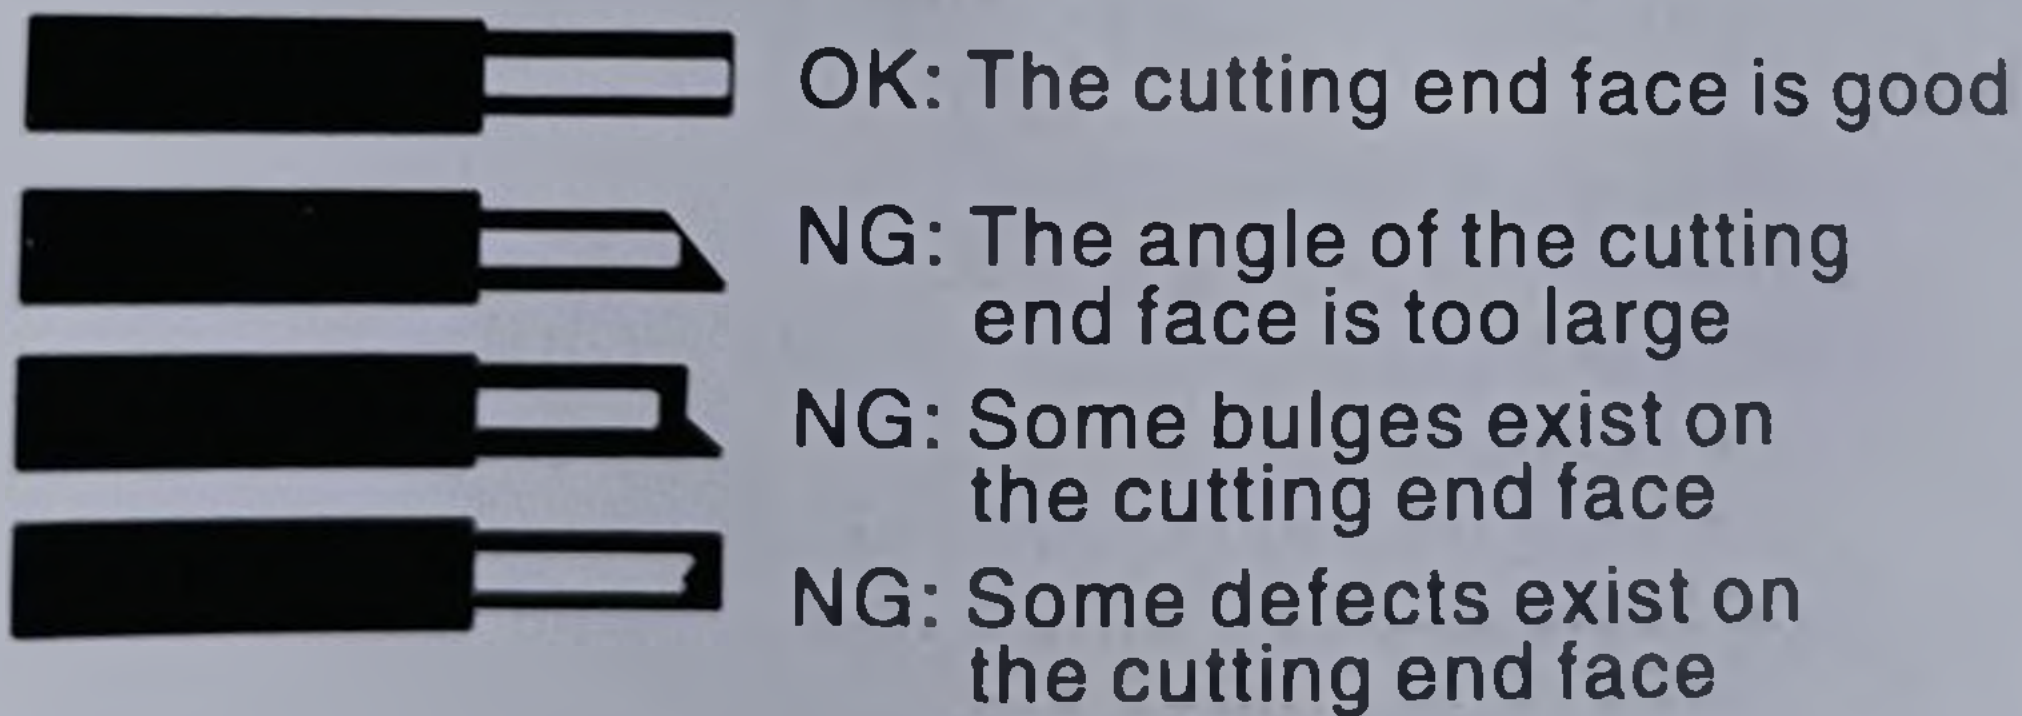 OK: The cutting end face is good
NG: The angle of the cutting
end face is too large
NG: Some bulges exist on
the cutting end face
NG: Some defects exist on
the cutting end face